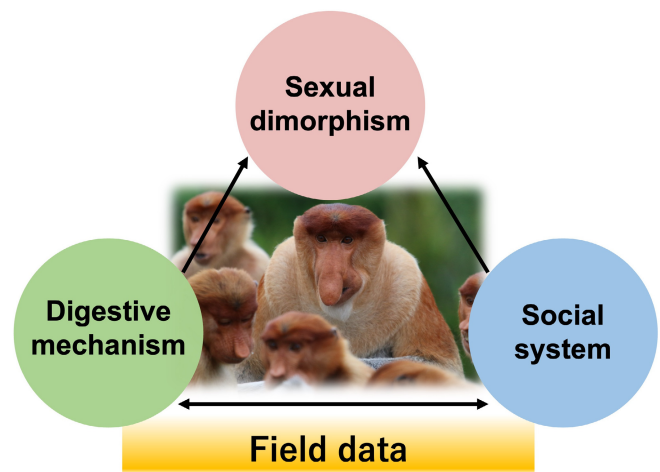 Sexual
dimorphism
Digestive
mechanism
Social
system
Field data